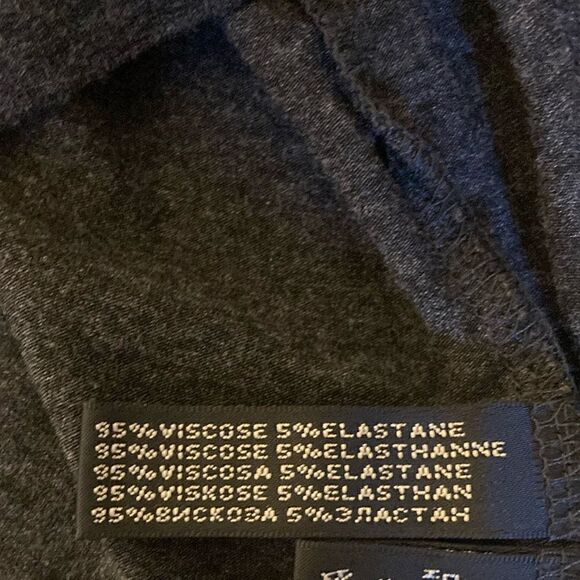 95%VISCOSE 5%ELASTANE
95%VISCOSE 5%ELASTHANNE
95%VISCOSA 5%ELASTANE
95%VISKOSE 5%ELASTHAN
95%ВИСКОЗА 5%ЭЛАСТАН